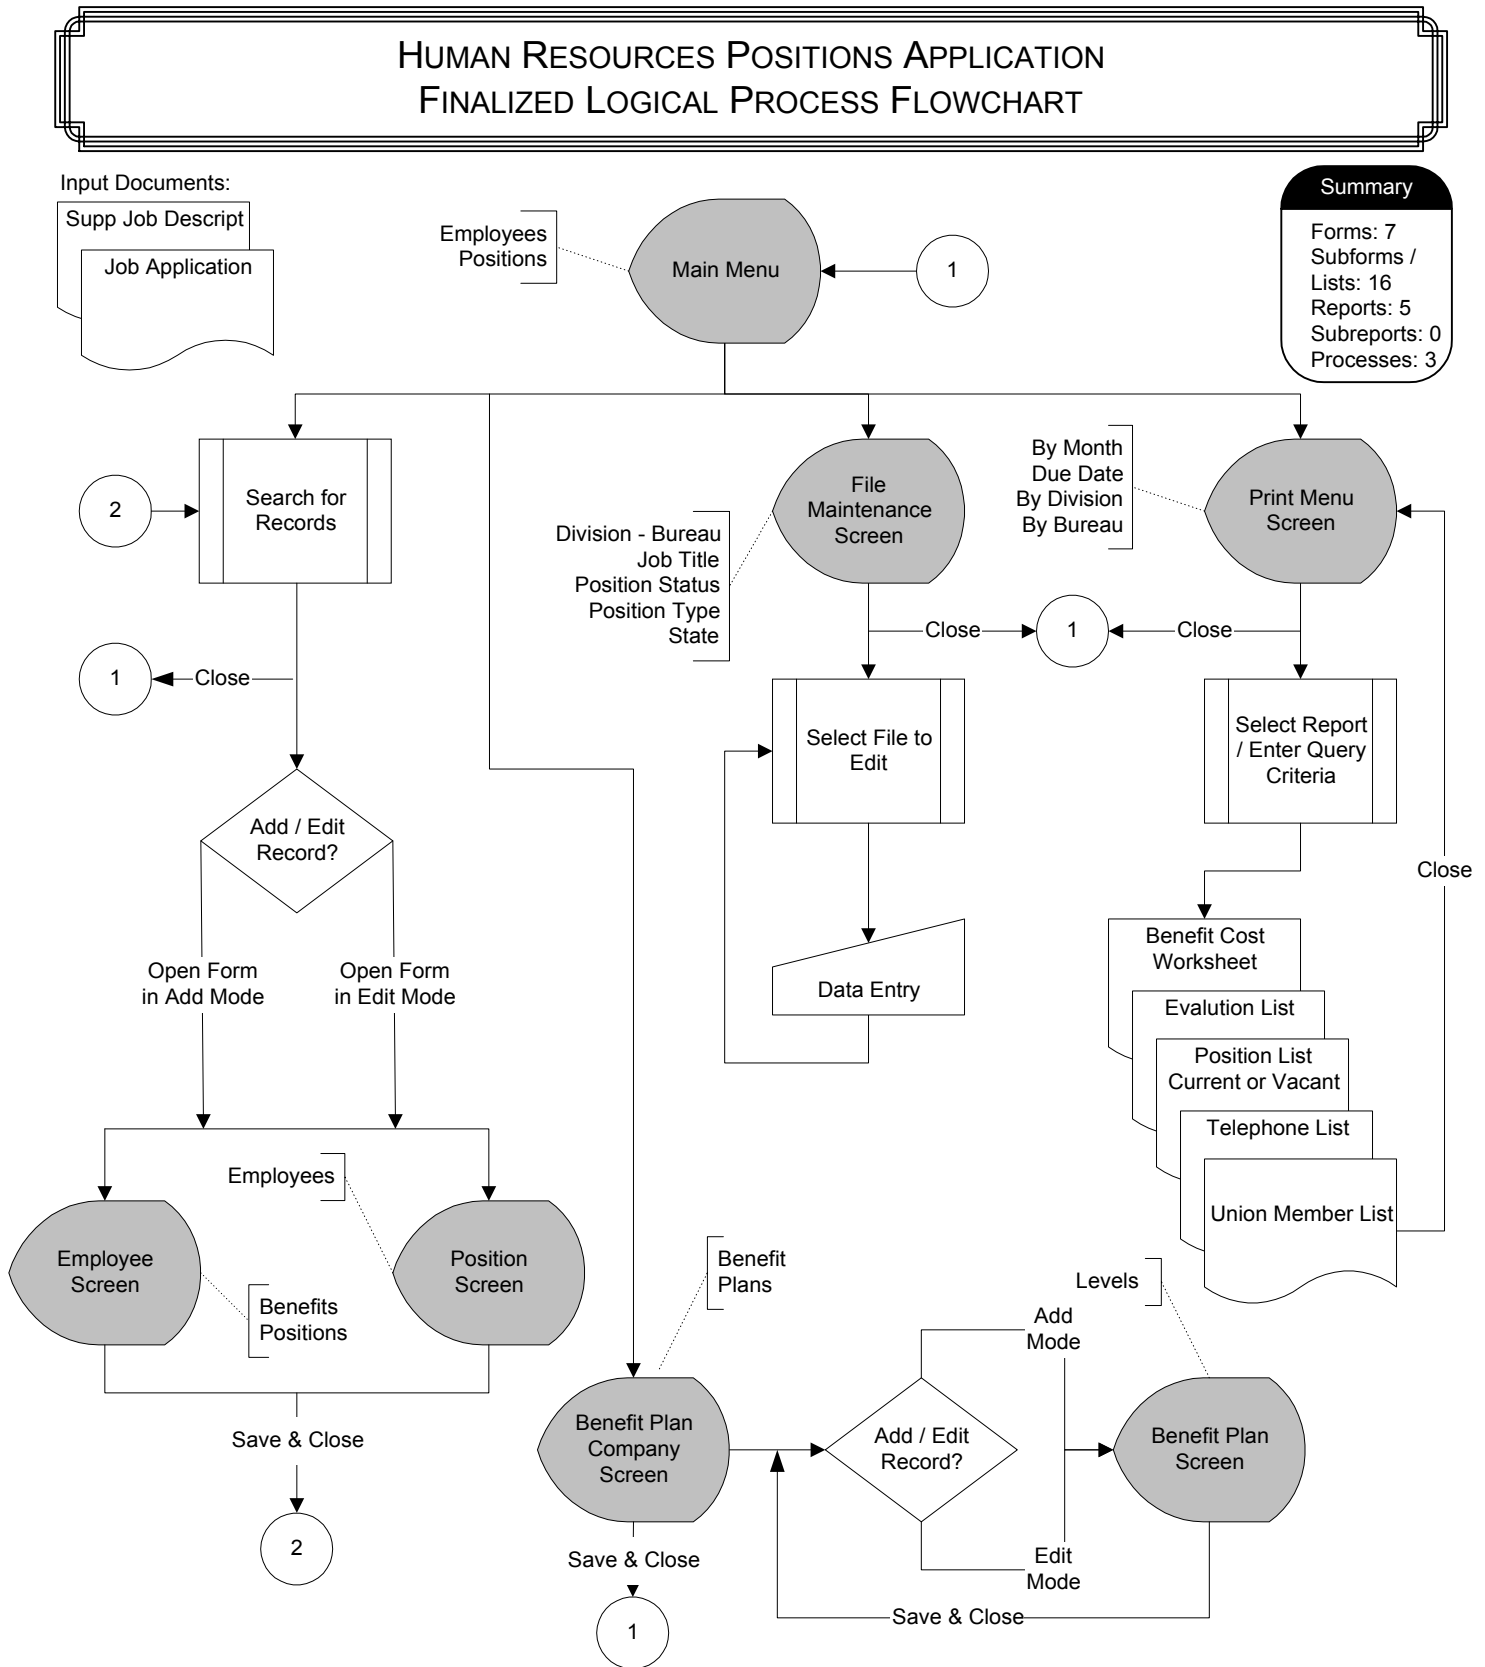 HUMAN RESOURCES POSITIONS APPLICATION
FINALIZED LOGICAL PROCESS FLOWCHART
Input Documents:
Supp Job Descript
Job Application
Employees
Positions
Main Menu
1
Summary
Forms: 7
Subforms /
Lists: 16
Reports: 5
Subreports: 0
Processes: 3
2
Search for
Records
Division - Bureau
Job Title
Position Status
Position Type
State
File
Maintenance
Screen
By Month
Due Date
By Division
By Bureau
Print Menu
Screen
1
Close
Close
1
Close
Select File to
Edit
Select Report
/ Enter Query
Criteria
Add / Edit
Record?
Close
Open Form
in Add Mode
Open Form
in Edit Mode
Data Entry
Benefit Cost
Worksheet
Evalution List
Position List
Current or Vacant
Telephone List
Union Member List
Employees
Employee
Screen
Benefits
Positions
Position
Screen
Benefit
Plans
Levels
Add
Mode
Save & Close
2
Benefit Plan
Company
Screen
Add / Edit
Record?
Benefit Plan
Screen
Edit
Mode
Save & Close
Save & Close
1